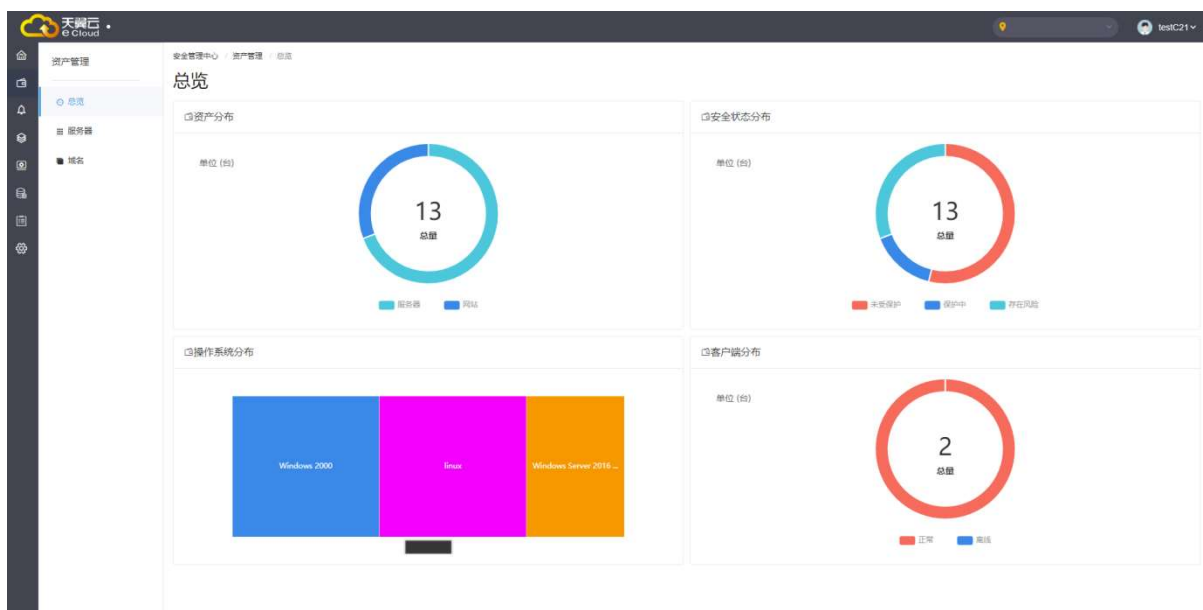 天翼云
e Cloud
testC21
资产管理
总览
服务器
域名
安全管理中心 / 资产管理 / 总览
总览
资产分布
单位 (台)
13
总量
服务器 网站
安全状态分布
单位 (台)
13
总量
未受保护 保护中 存在风险
操作系统分布
Windows 2000
linux
Windows Server 2016 ...
客户端分布
单位 (台)
2
总量
正常 离线